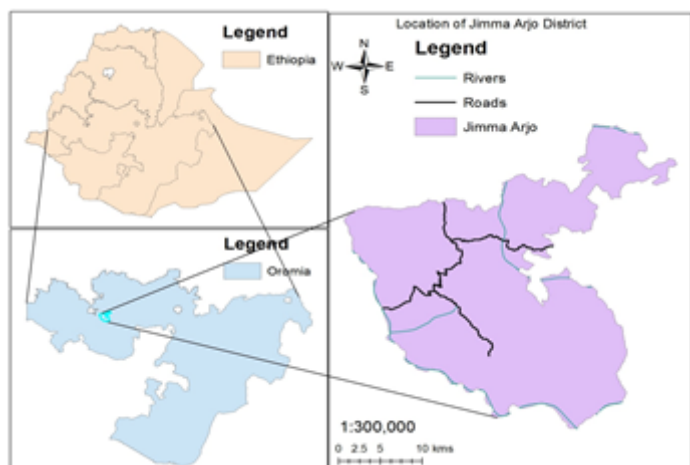 Legend
Ethiopia
Legend
Oromia
Location of Jimma Arjo District
N
W E
S
Legend
Rivers
Roads
Jimma Arjo
1:300,000
0 2.5 5 10 kms